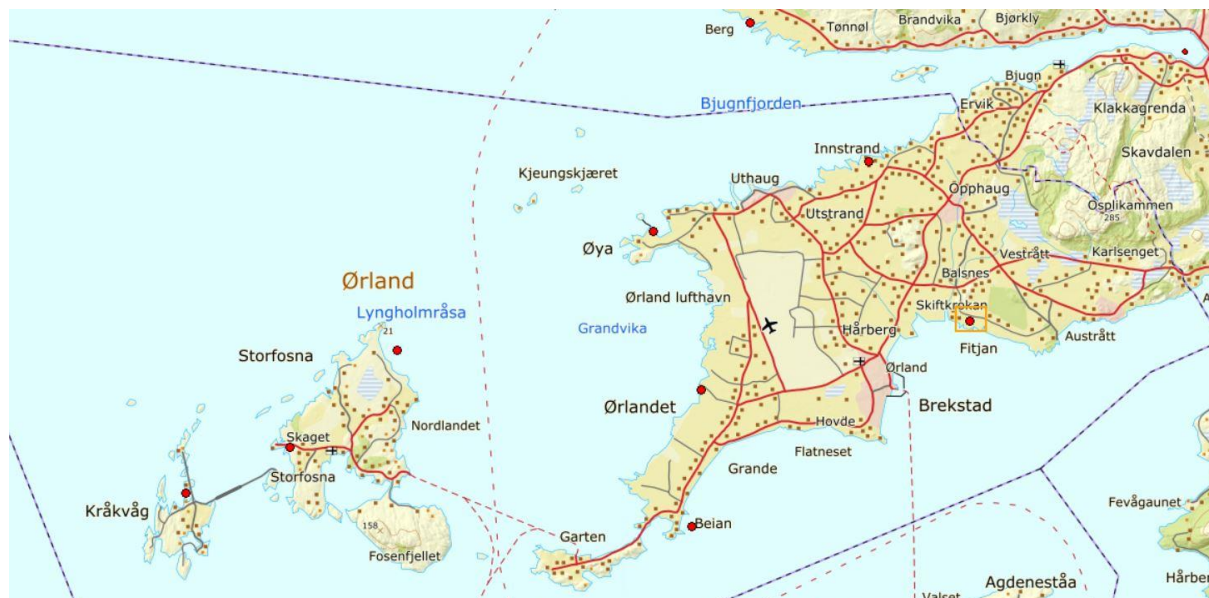 Berg
Tønnøl
Brandvika
Bjørkly
Bjugn
Bjugnfjorden
Ervik
Klakkagrenda
Innstrand
Skavdalen
Kjeungskjæret
Uthaug
Opphaug
Osplikammen
285
Utstrand
Øya
Vestrått
Karlsenget
Balsnes
Ørland
Ørland lufthavn
Skiftkrokan
Lyngholmråsa
21
Grandvika
Hårberg
Fitjan
Austrått
Storfosna
Ørland
Ørlandet
Brekstad
Nordlandet
Hovde
Skaget
Flatneset
Storfosna
Grande
Kråkvåg
Fevågaunet
158
Beian
Garten
Fosenfjellet
Agdeneståa
Hårber
Valset